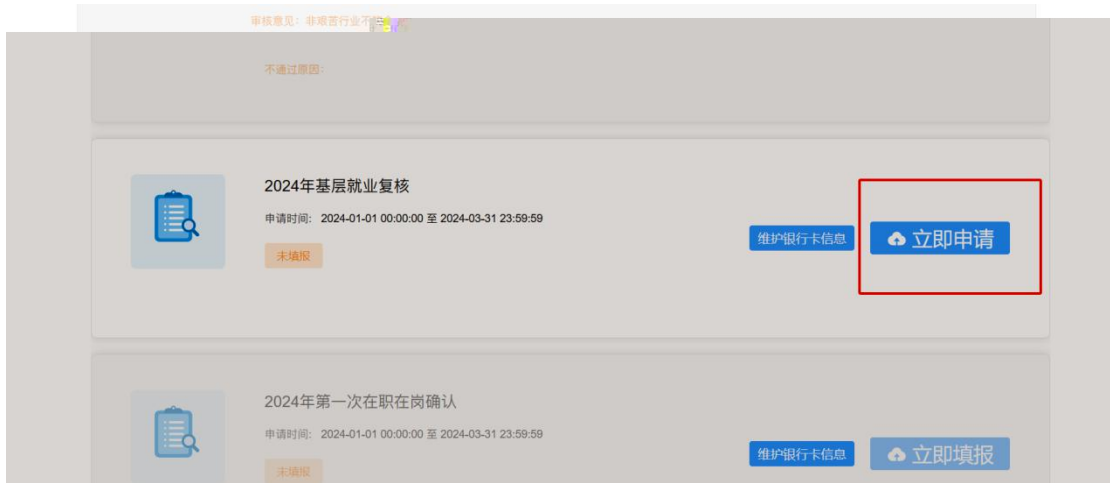 审核意见：非艰苦行业不
不通过原因：
2024年基层就业复核
申请时间： 2024-01-01 00:00:00 至 2024-03-31 23:59:59
维护银行卡信息
立即申请
未填报
2024年第一次在职在岗确认
申请时间： 2024-01-01 00:00:00 至 2024-03-31 23:59:59
维护银行卡信息
立即填报
未填报